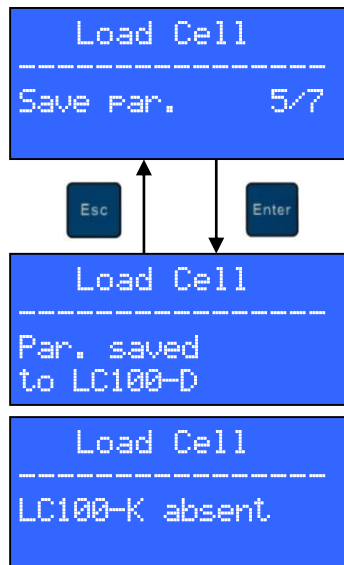 Load Cell
Save par. 5/7
Esc
Enter
Load Cell
Par. saved
to LC100-D
Load Cell
LC100-K absent